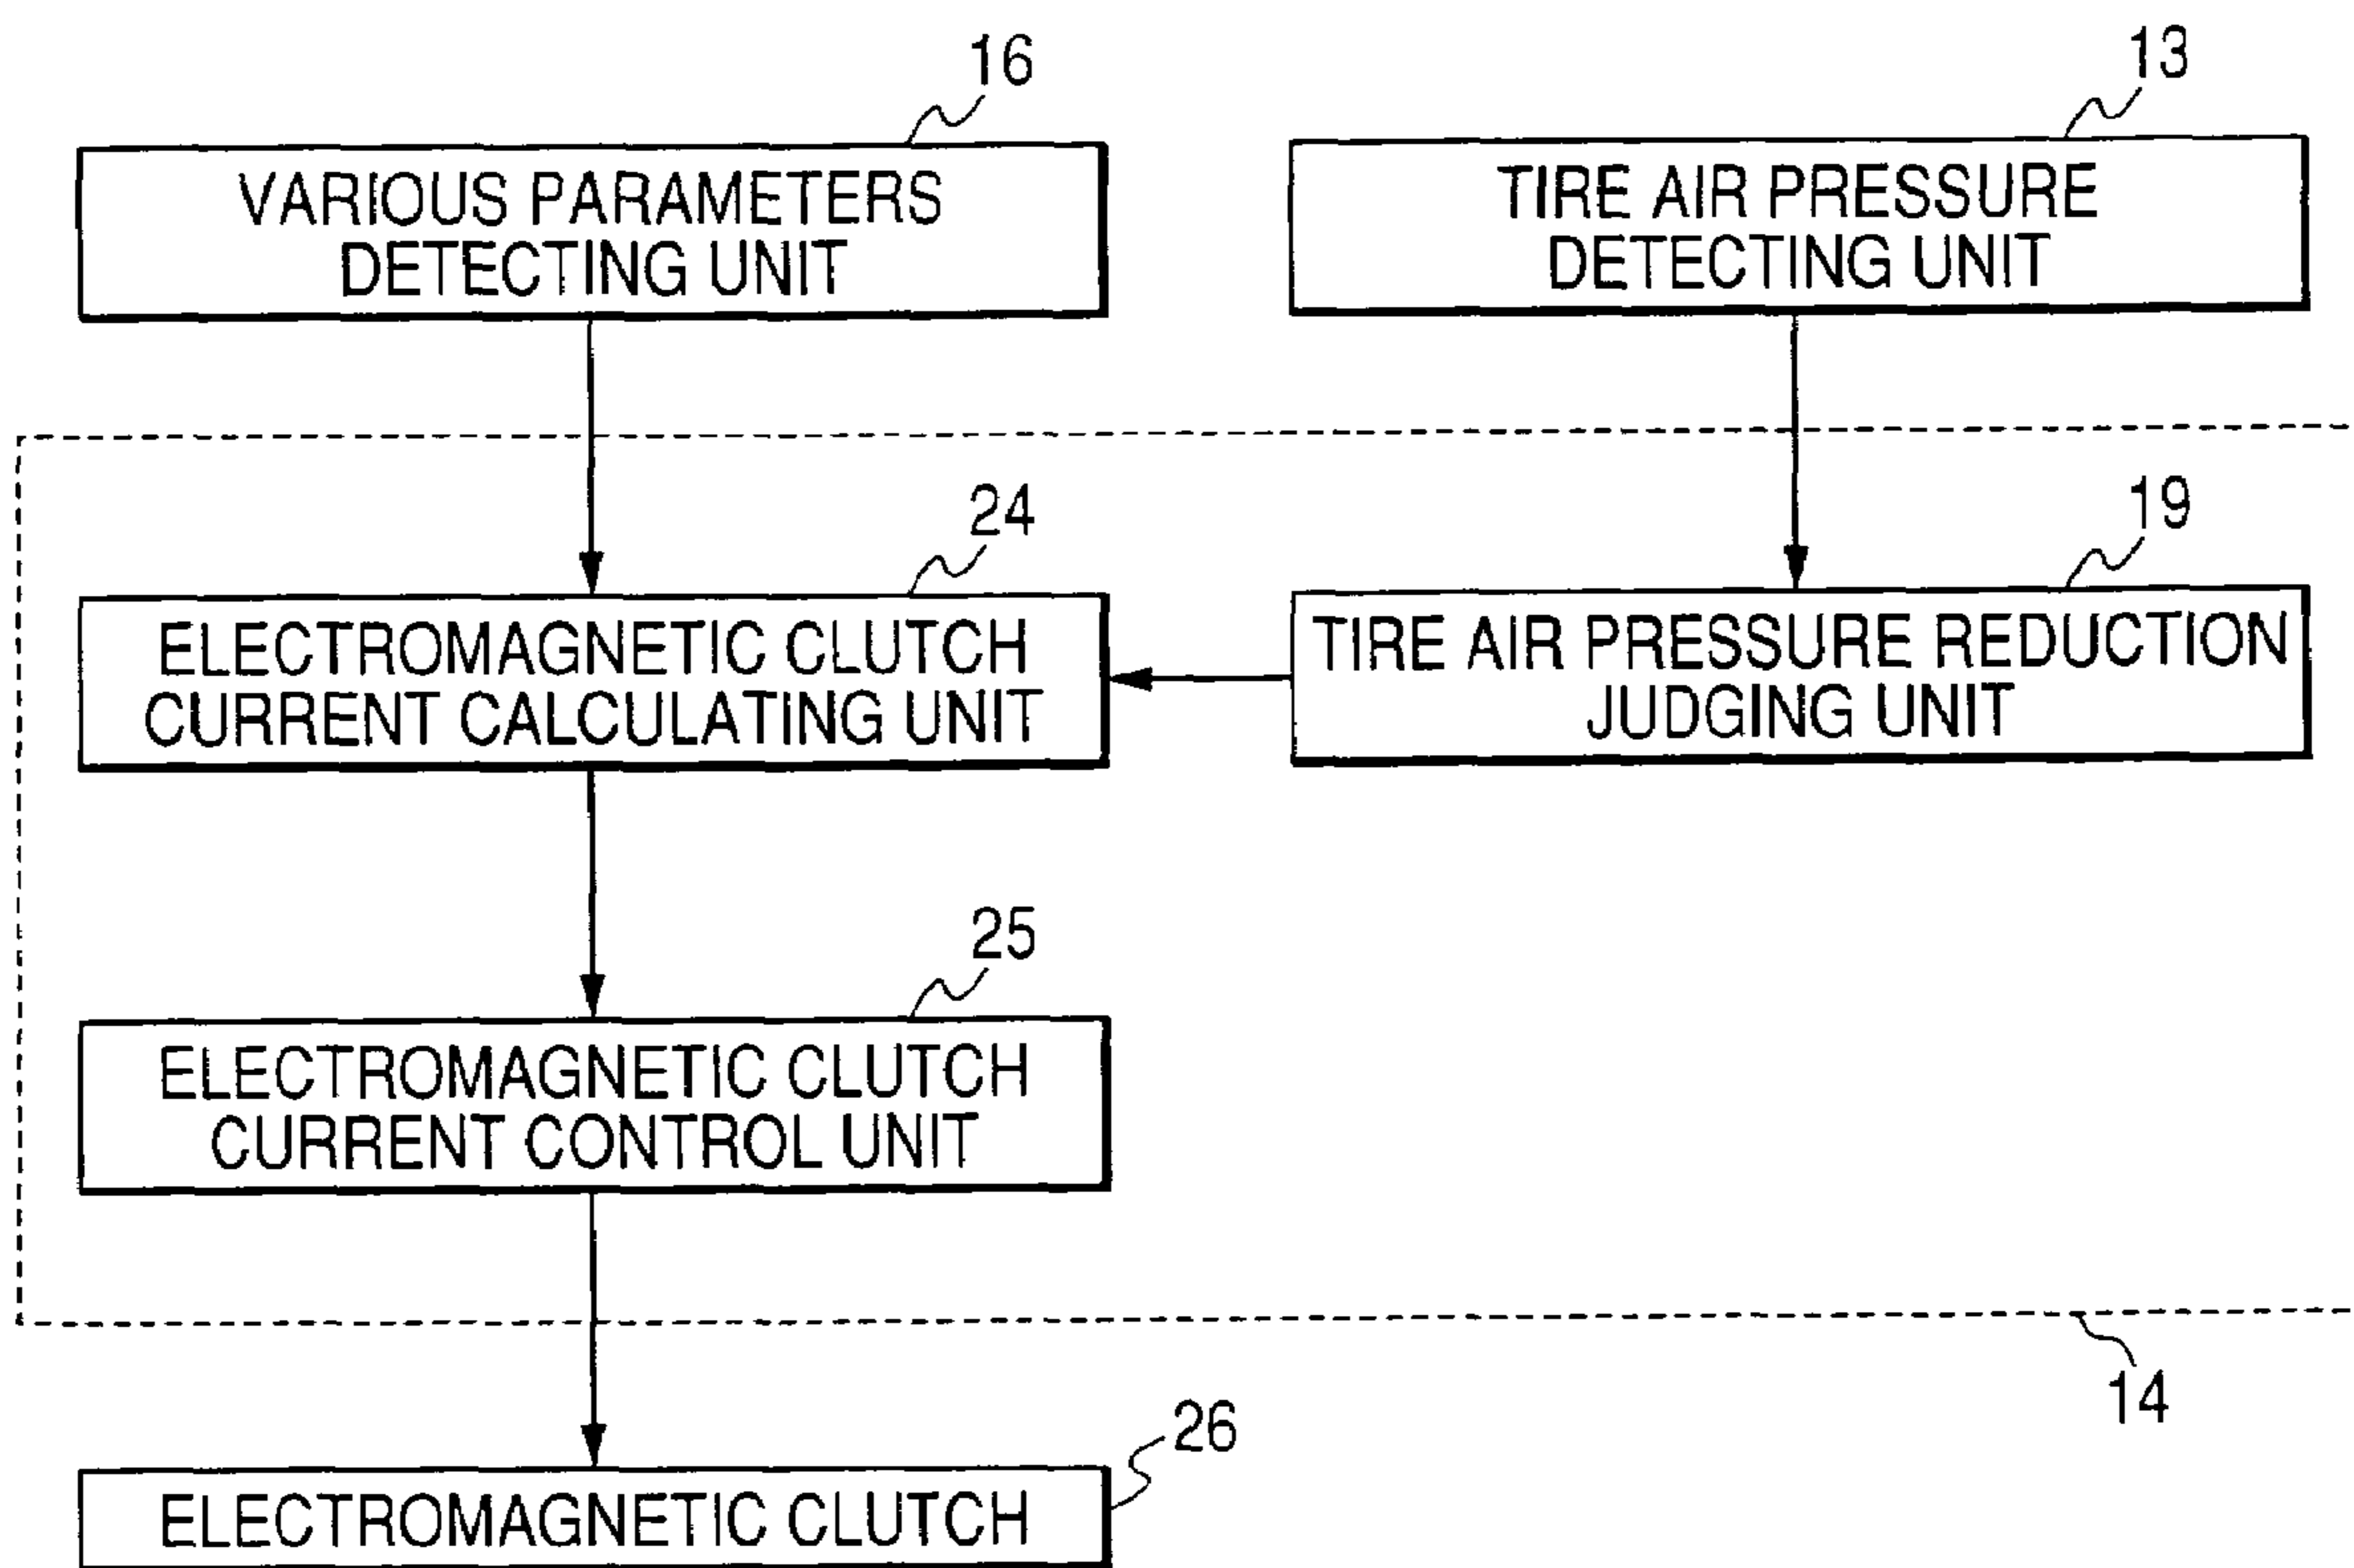 16
13
VARIOUS PARAMETERS
DETECTING UNIT
TIRE AIR PRESSURE
DETECTING UNIT
24
19
ELECTROMAGNETIC CLUTCH
CURRENT CALCULATING UNIT
TIRE AIR PRESSURE REDUCTION
JUDGING UNIT
25
ELECTROMAGNETIC CLUTCH
CURRENT CONTROL UNIT
14
26
ELECTROMAGNETIC CLUTCH